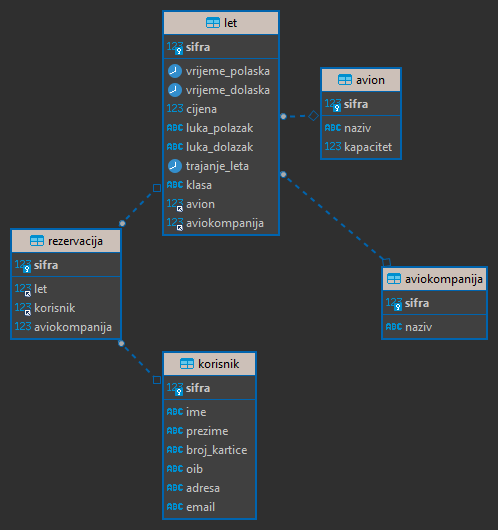 let
123 sifra
vrijeme_polaska
vrijeme_dolaska
123 cijena
ABC luka_polazak
ABC luka_dolazak
trajanje_leta
ABC klasa
123 avion
123 aviokompanija
avion
123 sifra
ABC naziv
123 kapacitet
rezervacija
123 sifra
123 let
123 korisnik
123 aviokompanija
aviokompanija
123 sifra
ABC naziv
korisnik
123 sifra
ABC ime
ABC prezime
ABC broj_kartice
ABC oib
ABC adresa
ABC email